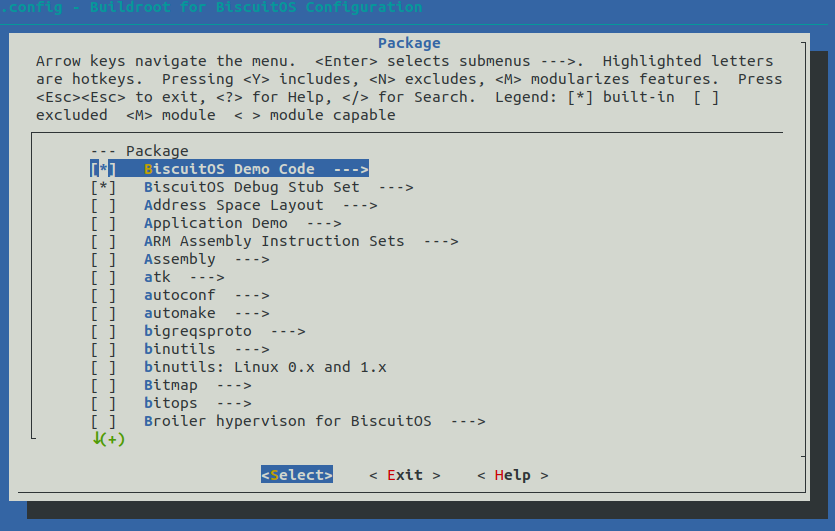 .config - Buildroot for BiscuitOS Configuration
Package
Arrow keys navigate the menu.  <Enter> selects submenus --->.  Highlighted letters
are hotkeys.  Pressing <Y> includes, <N> excludes, <M> modularizes features.  Press
<Esc><Esc> to exit, <?> for Help, </> for Search.  Legend: [*] built-in  [ ]
excluded  <M> module  < > module capable
--- Package
[*]   BiscuitOS Demo Code  --->
[*]   BiscuitOS Debug Stub Set  --->
[ ]   Address Space Layout  --->
[ ]   Application Demo  --->
[ ]   ARM Assembly Instruction Sets  --->
[ ]   Assembly  --->
[ ]   atk  --->
[ ]   autoconf  --->
[ ]   automake  --->
[ ]   bigreqsproto  --->
[ ]   binutils  --->
[ ]   binutils: Linux 0.x and 1.x
[ ]   Bitmap  --->
[ ]   bitops  --->
[ ]   Broiler hypervison for BiscuitOS  --->
↓(+)
<Select>    < Exit >    < Help >